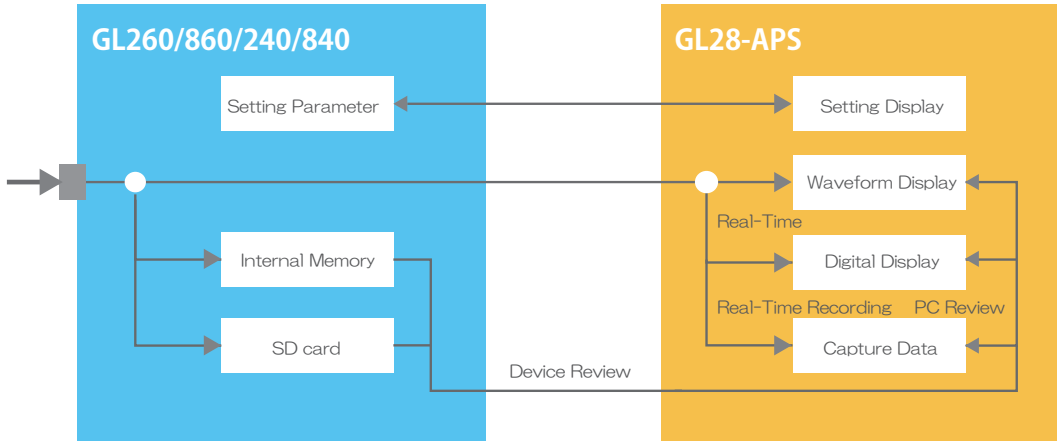 GL260/860/240/840
GL28-APS
Setting Parameter
Setting Display
Waveform Display
Real-Time
Internal Memory
Digital Display
Real-Time Recording
PC Review
SD card
Capture Data
Device Review